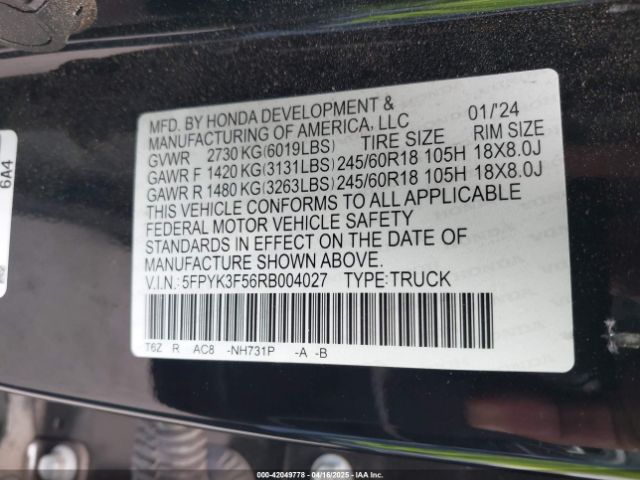 MFD. BY HONDA DEVELOPMENT & 01/'24
MANUFACTURING OF AMERICA, LLC
GVWR 2730 KG(6019LBS) TIRE SIZE RIM SIZE
GAWR F 1420 KG(3131LBS) 245/60R18 105H 18X8.0J
GAWR R 1480 KG(3263LBS) 245/60R18 105H 18X8.0J
THIS VEHICLE CONFORMS TO ALL APPLICABLE
FEDERAL MOTOR VEHICLE SAFETY
STANDARDS IN EFFECT ON THE DATE OF
MANUFACTURE SHOWN ABOVE.
V.I.N.: 5FPYK3F56RB004027 TYPE:TRUCK
T6Z R AC8 -NH731P -A -B
6A4
000-42049778 - 04/16/2025 - IAAI.COM